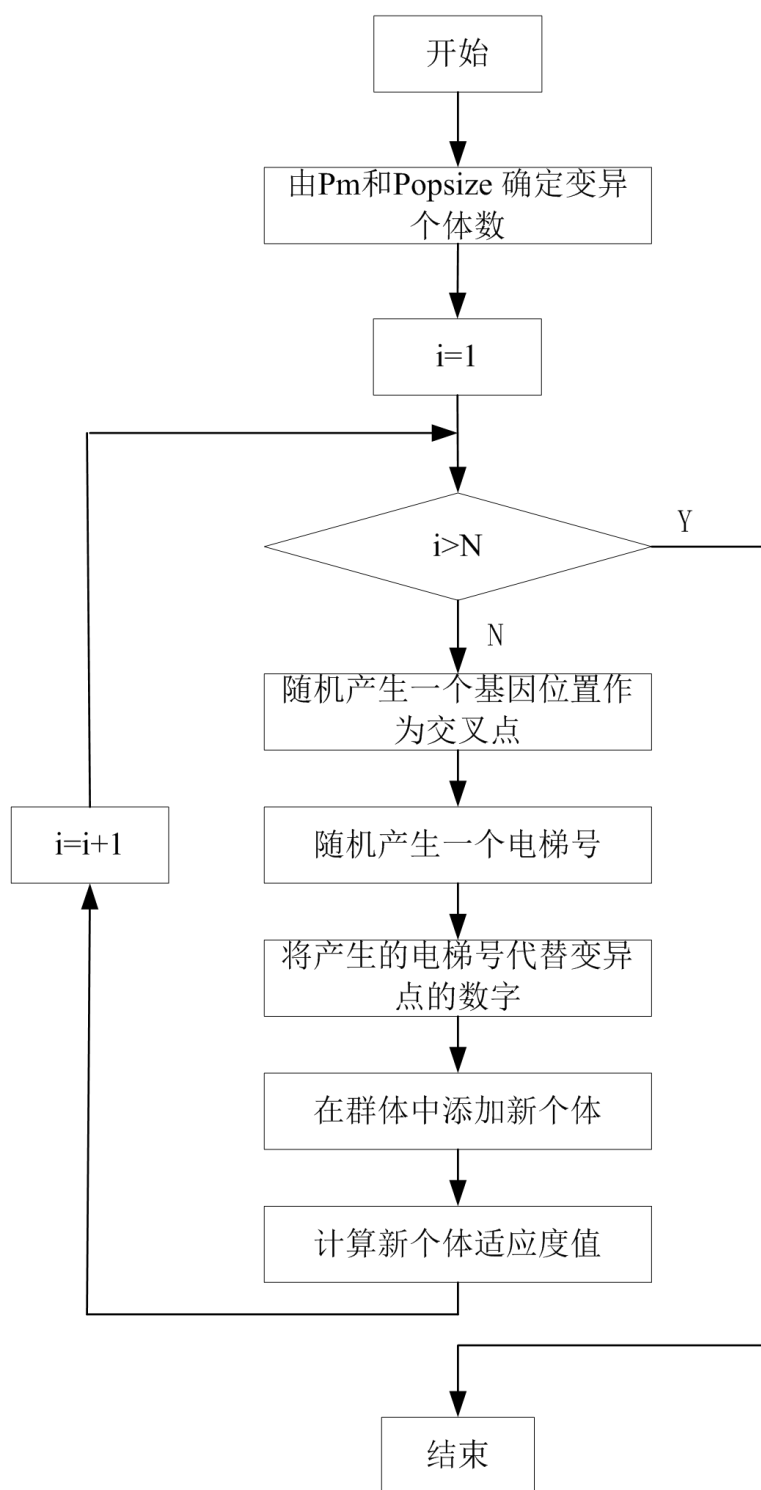 开始
由Pm和Popsize 确定变异
个体数
i=1
i>N
Y
N
随机产生一个基因位置作
为交叉点
i=i+1
随机产生一个电梯号
将产生的电梯号代替变异
点的数字
在群体中添加新个体
计算新个体适应度值
结束